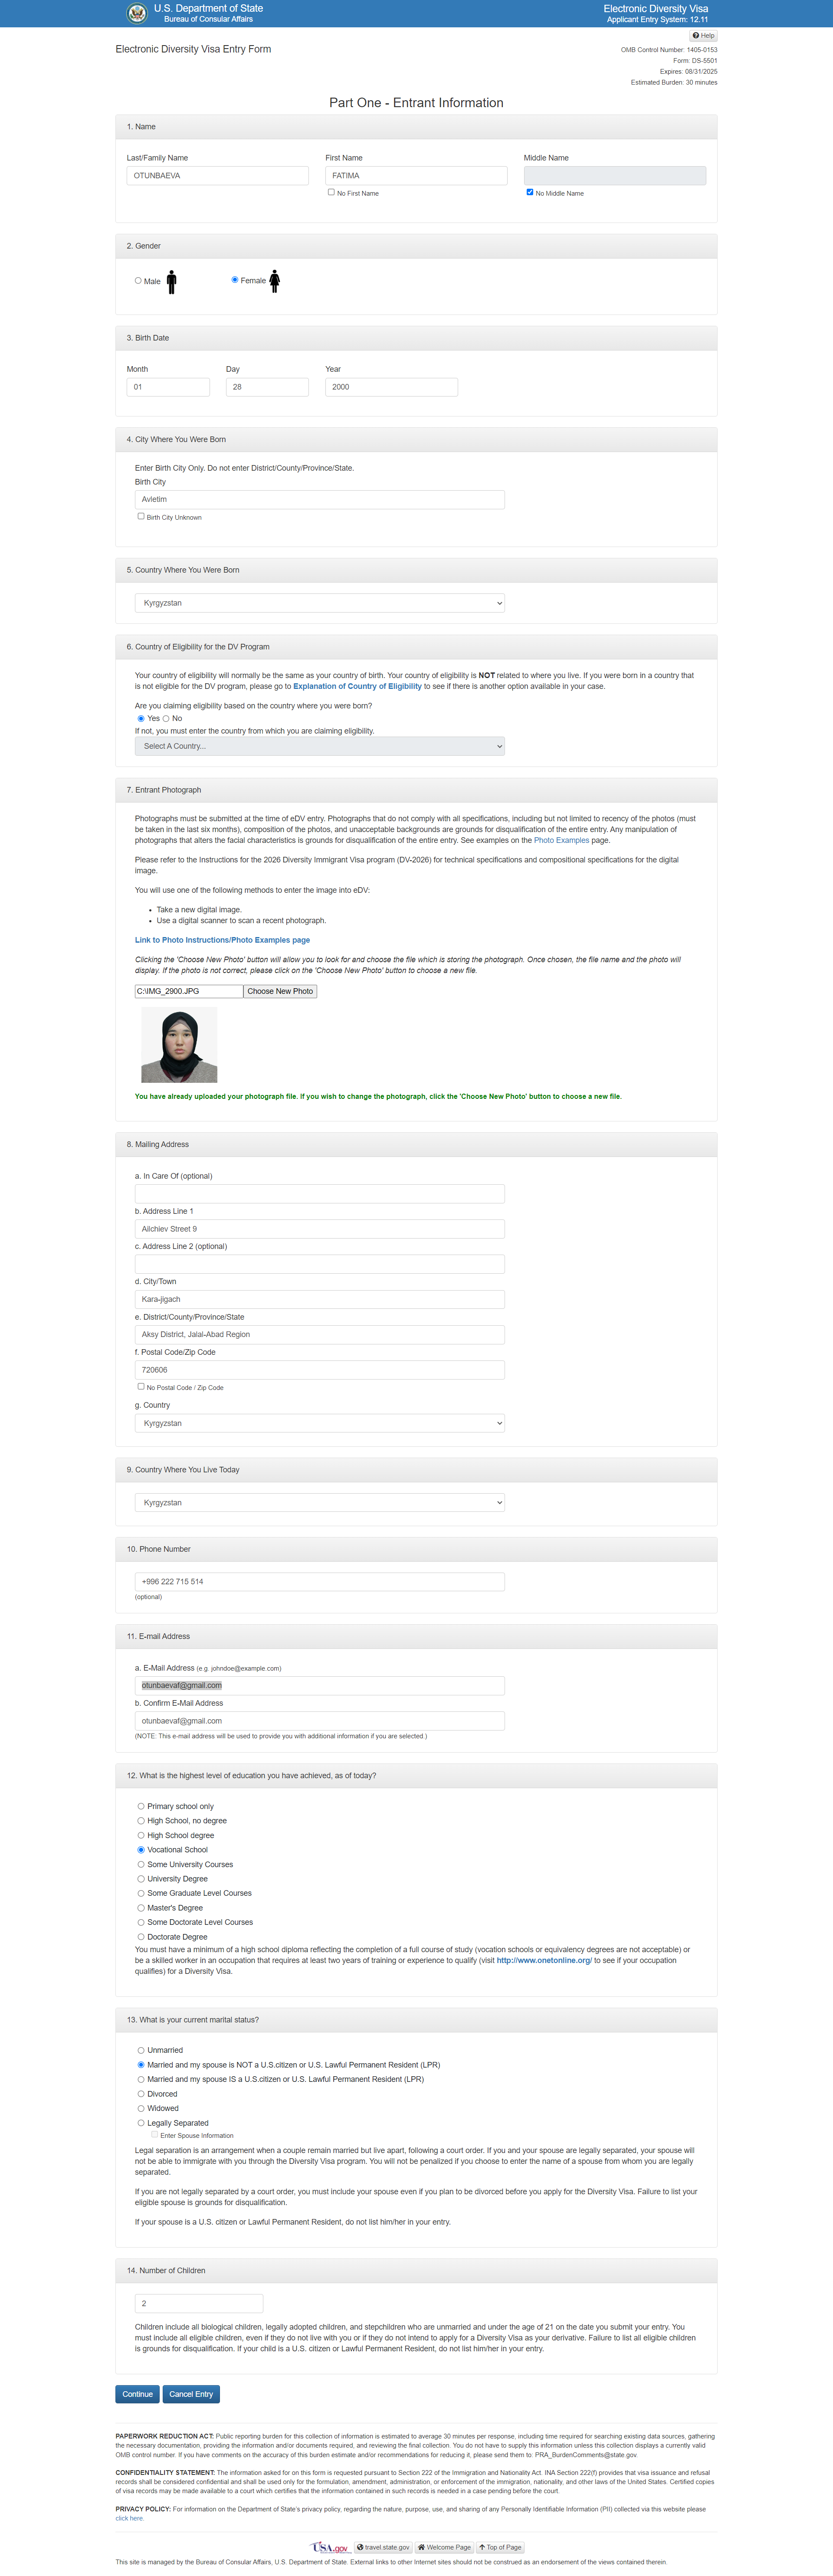 U.S. Department of State
Bureau of Consular Affairs
Electronic Diversity Visa
Applicant Entry System: 12.11
Help
Electronic Diversity Visa Entry Form
OMB Control Number: 1405-0153
Form: DS-5501
Expires: 08/31/2025
Estimated Burden: 30 minutes
Part One - Entrant Information
1. Name
Last/Family Name
First Name
Middle Name
OTUNBAEVA
FATIMA
No First Name
No Middle Name
2. Gender
Male
Female
3. Birth Date
Month
Day
Year
01
28
2000
4. City Where You Were Born
Enter Birth City Only. Do not enter District/County/Province/State.
Birth City
Avletim
Birth City Unknown
5. Country Where You Were Born
Kyrgyzstan
6. Country of Eligibility for the DV Program
Your country of eligibility will normally be the same as your country of birth. Your country of eligibility is NOT related to where you live. If you were born in a country that
is not eligible for the DV program, please go to Explanation of Country of Eligibility to see if there is another option available in your case.
Are you claiming eligibility based on the country where you were born?
Yes No
If not, you must enter the country from which you are claiming eligibility.
Select A Country...
7. Entrant Photograph
Photographs must be submitted at the time of eDV entry. Photographs that do not comply with all specifications, including but not limited to recency of the photos (must
be taken in the last six months), composition of the photos, and unacceptable backgrounds are grounds for disqualification of the entire entry. Any manipulation of
photographs that alters the facial characteristics is grounds for disqualification of the entire entry. See examples on the Photo Examples page.
Please refer to the Instructions for the 2026 Diversity Immigrant Visa program (DV-2026) for technical specifications and compositional specifications for the digital
image.
You will use one of the following methods to enter the image into eDV:
• Take a new digital image.
• Use a digital scanner to scan a recent photograph.
Link to Photo Instructions/Photo Examples page
Clicking the 'Choose New Photo' button will allow you to look for and choose the file which is storing the photograph. Once chosen, the file name and the photo will
display. If the photo is not correct, please click on the 'Choose New Photo' button to choose a new file.
C:\IMG_2900.JPG
Choose New Photo
You have already uploaded your photograph file. If you wish to change the photograph, click the 'Choose New Photo' button to choose a new file.
8. Mailing Address
a. In Care Of (optional)
b. Address Line 1
Ailchiev Street 9
c. Address Line 2 (optional)
d. City/Town
Kara-jigach
e. District/County/Province/State
Aksy District, Jalal-Abad Region
f. Postal Code/Zip Code
720606
No Postal Code / Zip Code
g. Country
Kyrgyzstan
9. Country Where You Live Today
Kyrgyzstan
10. Phone Number
+996 222 715 514
(optional)
11. E-mail Address
a. E-Mail Address (e.g. johndoe@example.com)
otunbaevaf@gmail.com
b. Confirm E-Mail Address
otunbaevaf@gmail.com
(NOTE: This e-mail address will be used to provide you with additional information if you are selected.)
12. What is the highest level of education you have achieved, as of today?
Primary school only
High School, no degree
High School degree
Vocational School
Some University Courses
University Degree
Some Graduate Level Courses
Master's Degree
Some Doctorate Level Courses
Doctorate Degree
You must have a minimum of a high school diploma reflecting the completion of a full course of study (vocation schools or equivalency degrees are not acceptable) or
be a skilled worker in an occupation that requires at least two years of training or experience to qualify (visit http://www.onetonline.org/ to see if your occupation
qualifies) for a Diversity Visa.
13. What is your current marital status?
Unmarried
Married and my spouse is NOT a U.S.citizen or U.S. Lawful Permanent Resident (LPR)
Married and my spouse IS a U.S.citizen or U.S. Lawful Permanent Resident (LPR)
Divorced
Widowed
Legally Separated
Enter Spouse Information
Legal separation is an arrangement when a couple remain married but live apart, following a court order. If you and your spouse are legally separated, your spouse will
not be able to immigrate with you through the Diversity Visa program. You will not be penalized if you choose to enter the name of a spouse from whom you are legally
separated.
If you are not legally separated by a court order, you must include your spouse even if you plan to be divorced before you apply for the Diversity Visa. Failure to list your
eligible spouse is grounds for disqualification.
If your spouse is a U.S. citizen or Lawful Permanent Resident, do not list him/her in your entry.
14. Number of Children
2
Children include all biological children, legally adopted children, and stepchildren who are unmarried and under the age of 21 on the date you submit your entry. You
must include all eligible children, even if they do not live with you or if they do not intend to apply for a Diversity Visa as your derivative. Failure to list all eligible children
is grounds for disqualification. If your child is a U.S. citizen or Lawful Permanent Resident, do not list him/her in your entry.
Continue
Cancel Entry
PAPERWORK REDUCTION ACT: Public reporting burden for this collection of information is estimated to average 30 minutes per response, including time required for searching existing data sources, gathering
the necessary documentation, providing the information and/or documents required, and reviewing the final collection. You do not have to supply this information unless this collection displays a currently valid
OMB control number. If you have comments on the accuracy of this burden estimate and/or recommendations for reducing it, please send them to: PRA_BurdenComments@state.gov.
CONFIDENTIALITY STATEMENT: The information asked for on this form is requested pursuant to Section 222 of the Immigration and Nationality Act. INA Section 222(f) provides that visa issuance and refusal
records shall be considered confidential and shall be used only for the formulation, amendment, administration, or enforcement of the immigration, nationality, and other laws of the United States. Certified copies
of visa records may be made available to a court which certifies that the information contained in such records is needed in a case pending before the court.
PRIVACY POLICY: For information on the Department of State's privacy policy, regarding the nature, purpose, use, and sharing of any Personally Identifiable Information (PII) collected via this website please
click here.
USA.gov travel.state.gov Welcome Page Top of Page
This site is managed by the Bureau of Consular Affairs, U.S. Department of State. External links to other Internet sites should not be construed as an endorsement of the views contained therein.